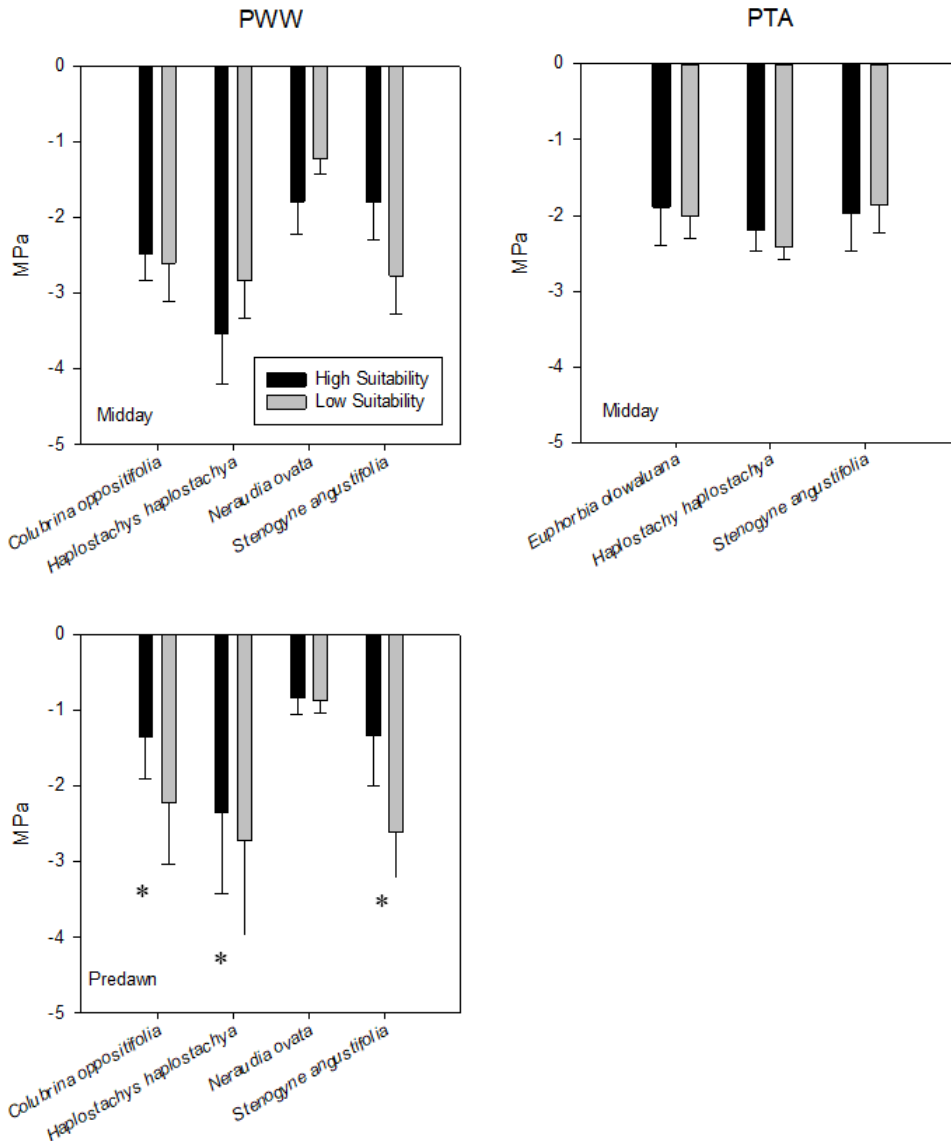 PWW
PTA
0
-1
-2
-3
-4
-5
MPa
High Suitability
Low Suitability
Midday
Colubrina oppositifolia
Haplostachys haplostachya
Neraudia ovata
Stenogyne angustifolia
0
-1
-2
-3
-4
-5
MPa
Midday
Euphorbia olowaluana
Haplostachy haplostachya
Stenogyne angustifolia
0
-1
-2
-3
-4
-5
MPa
*
*
*
Predawn
Colubrina oppositifolia
Haplostachys haplostachya
Neraudia ovata
Stenogyne angustifolia